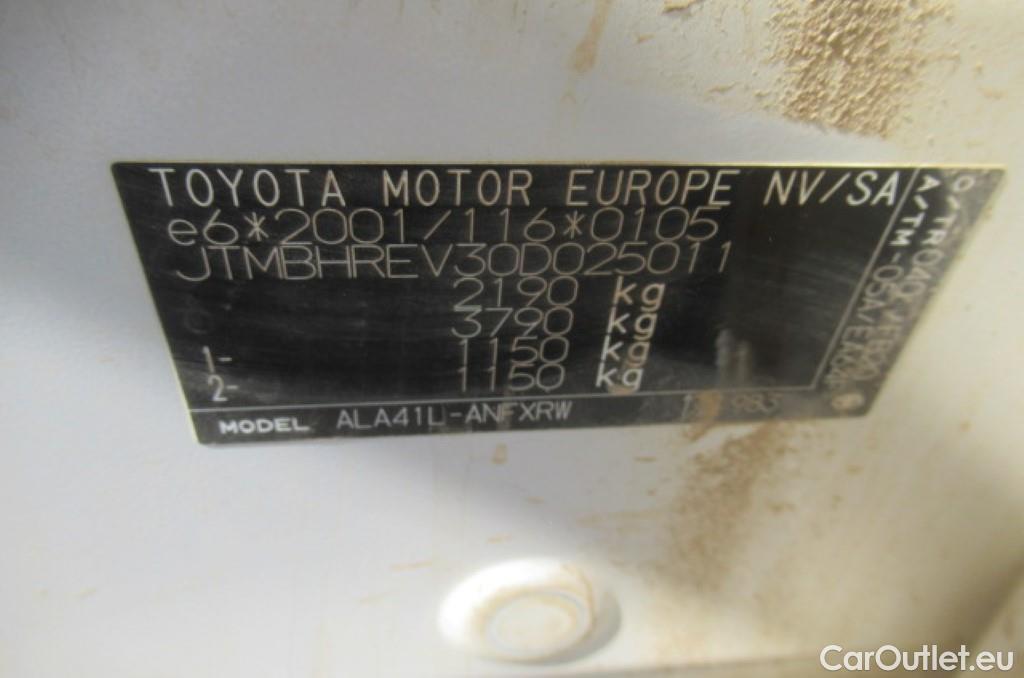 TOYOTA MOTOR EUROPE NV/SA
e6*2001/116*0105
JTMBHREV30D025011
2190 kg
3790 kg
1- 1150 kg
2- 1150 kg
MODEL ALA41L-ANFXRW
CarOutlet.eu